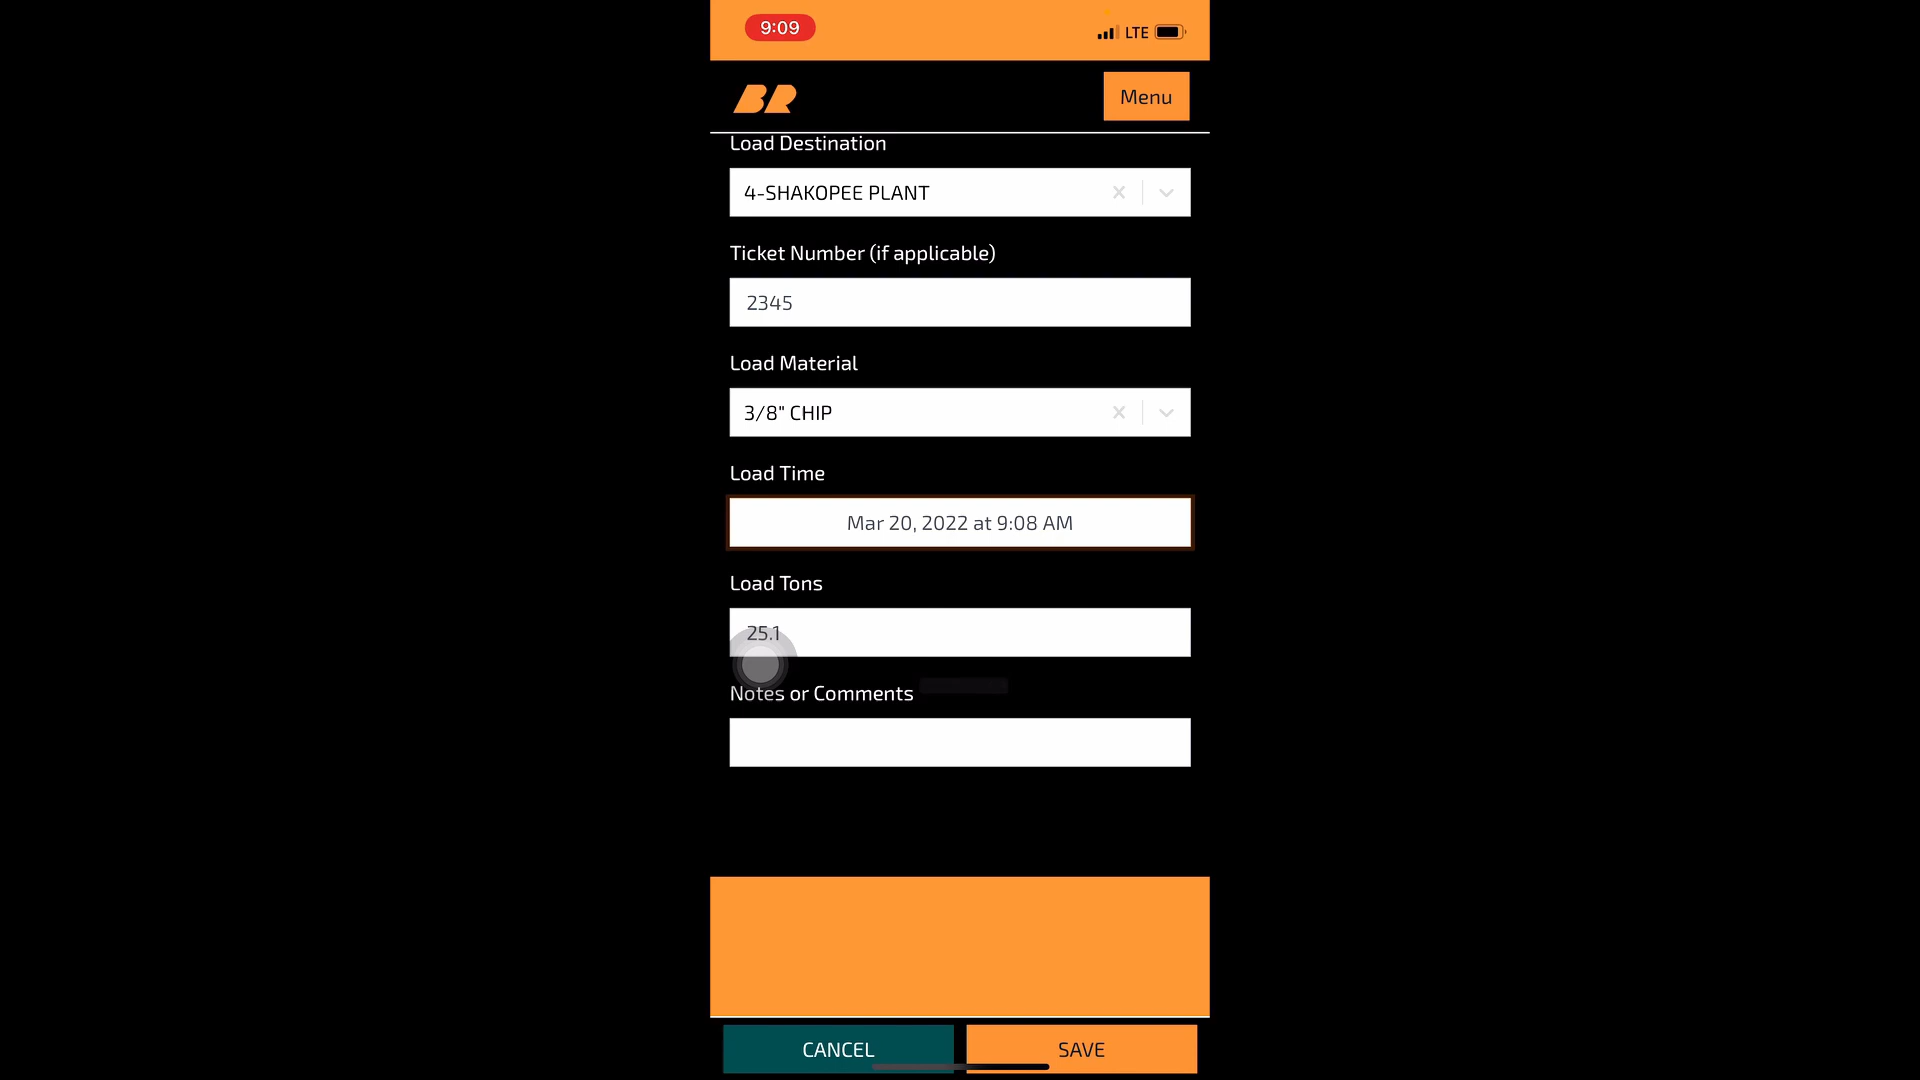 9:09
LTE
BR
Menu
Load Destination
4-SHAKOPEE PLANT
Ticket Number (if applicable)
2345
Load Material
3/8" CHIP
Load Time
Mar 20, 2022 at 9:08 AM
Load Tons
25.1
Notes or Comments
CANCEL
SAVE